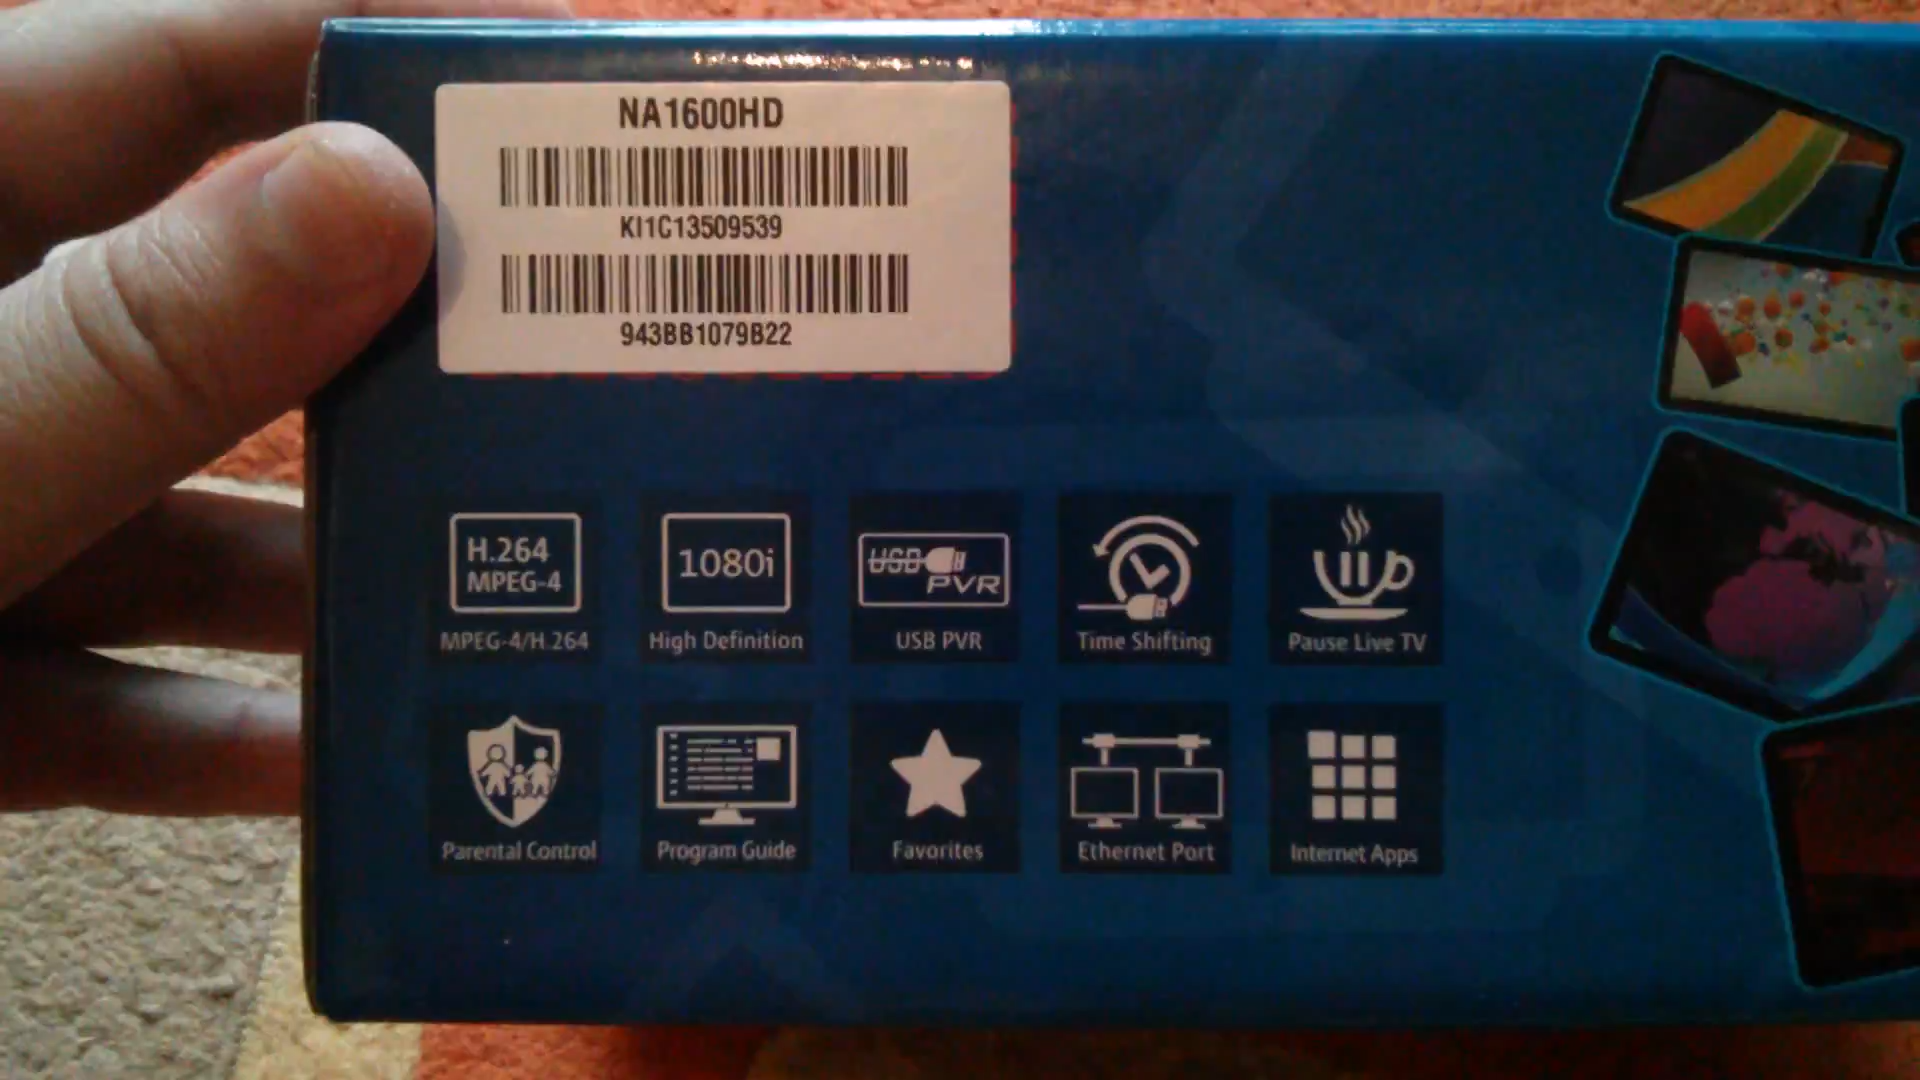 NA1600HD
KI1C13509539
943BB1079B22
H.264
MPEG-4
MPEG-4/H.264
1080i
High Definition
USB
PVR
USB PVR
Time Shifting
Pause Live TV
Parental Control
Program Guide
Favorites
Ethernet Port
Internet Apps